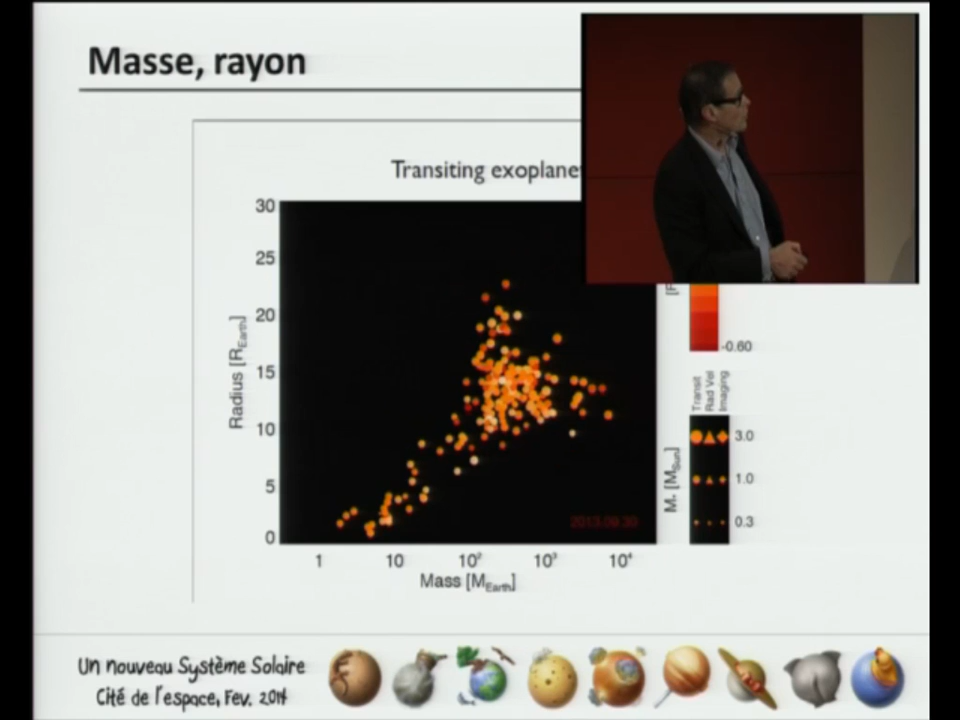 Masse, rayon
Transiting exoplane
Radius [R_Earth]
30
25
20
15
10
5
0
1
10
10²
10³
10⁴
Mass [M_Earth]
-0.60
Transit
Rad Vel
Imaging
M* [M_Sun]
3.0
1.0
0.3
Un nouveau Système Solaire
Cité de l'espace, Fev. 2014